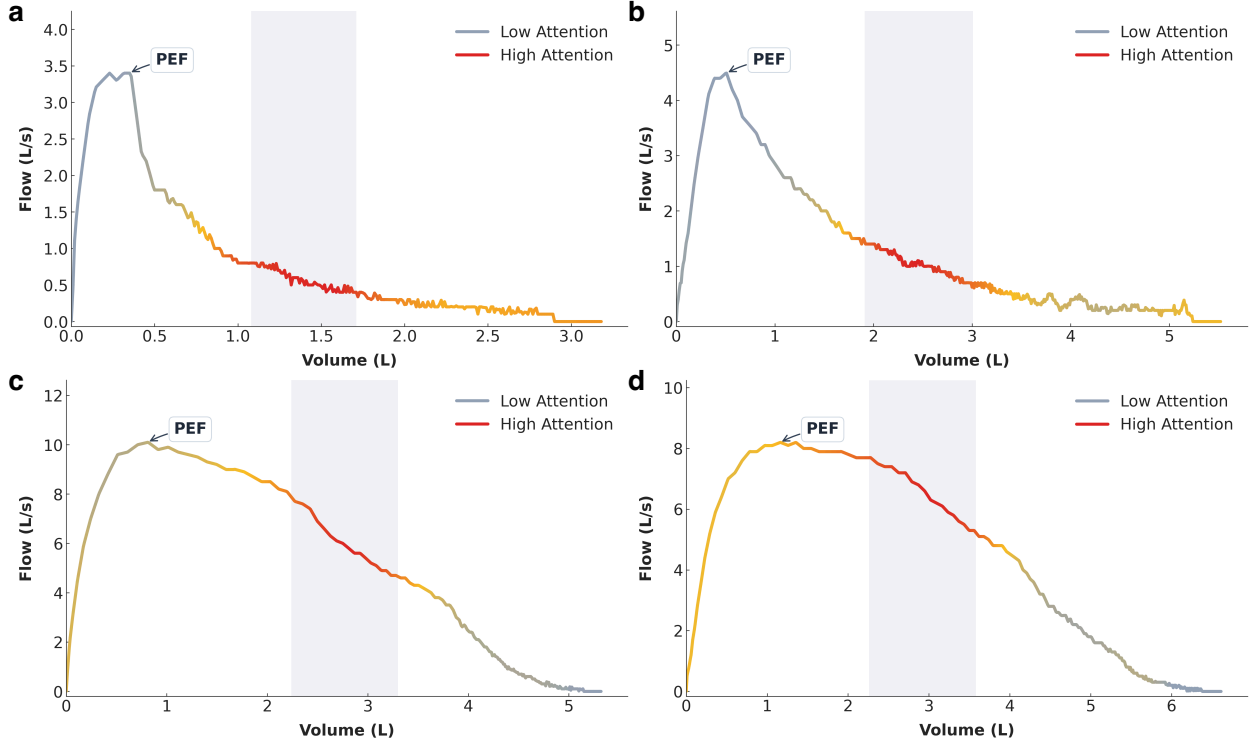 a
4.0
3.5
3.0
2.5
2.0
1.5
1.0
0.5
0.0
Flow (L/s)
PEF
Low Attention
High Attention
0.0 0.5 1.0 1.5 2.0 2.5 3.0
Volume (L)
b
5
4
3
2
1
0
Flow (L/s)
PEF
Low Attention
High Attention
0 1 2 3 4 5
Volume (L)
c
12
10
8
6
4
2
0
Flow (L/s)
PEF
Low Attention
High Attention
0 1 2 3 4 5
Volume (L)
d
10
8
6
4
2
0
Flow (L/s)
PEF
Low Attention
High Attention
0 1 2 3 4 5 6
Volume (L)